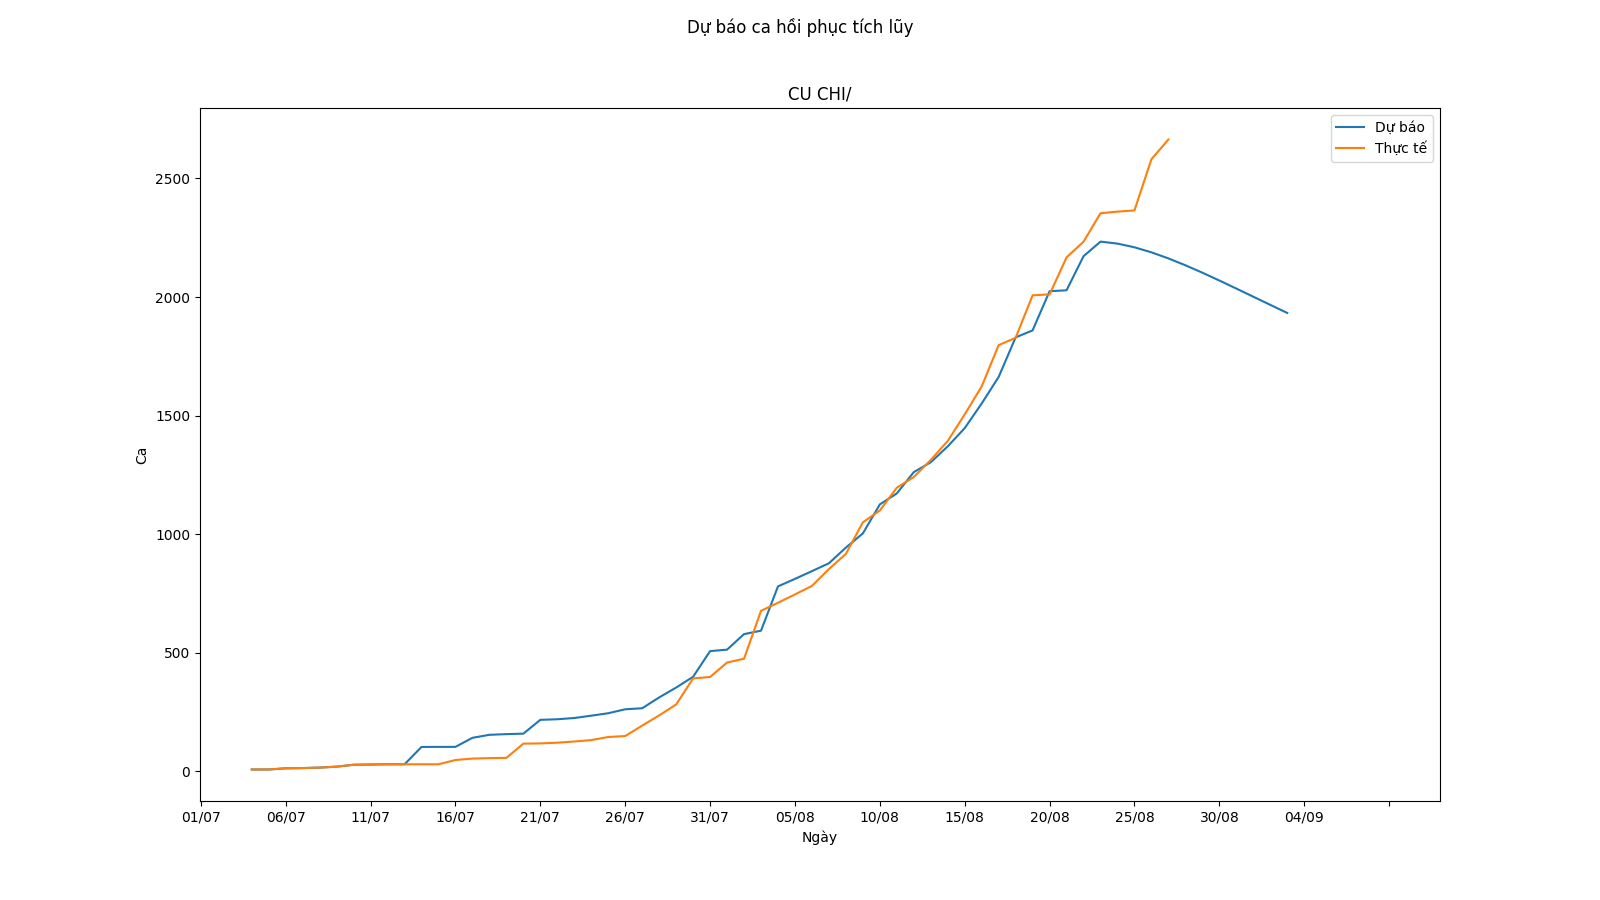 Dự báo ca hồi phục tích lũy
CU CHI/
Dự báo
Thực tế
2500
2000
1500
1000
500
0
Ca
01/07 06/07 11/07 16/07 21/07 26/07 31/07 05/08 10/08 15/08 20/08 25/08 30/08 04/09
Ngày